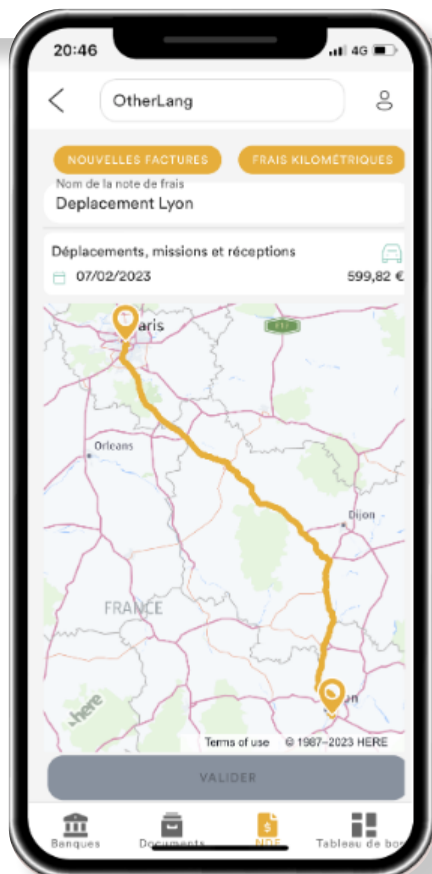 20:46
4G
OtherLang
NOUVELLES FACTURES
FRAIS KILOMÉTRIQUES
Nom de la note de frais
Deplacement Lyon
Déplacements, missions et réceptions
07/02/2023
599,82 €
aris
Orleans
Dijon
FRANCE
on
here
Terms of use © 1987–2023 HERE
VALIDER
Banques
Documents
NDF
Tableau de bor